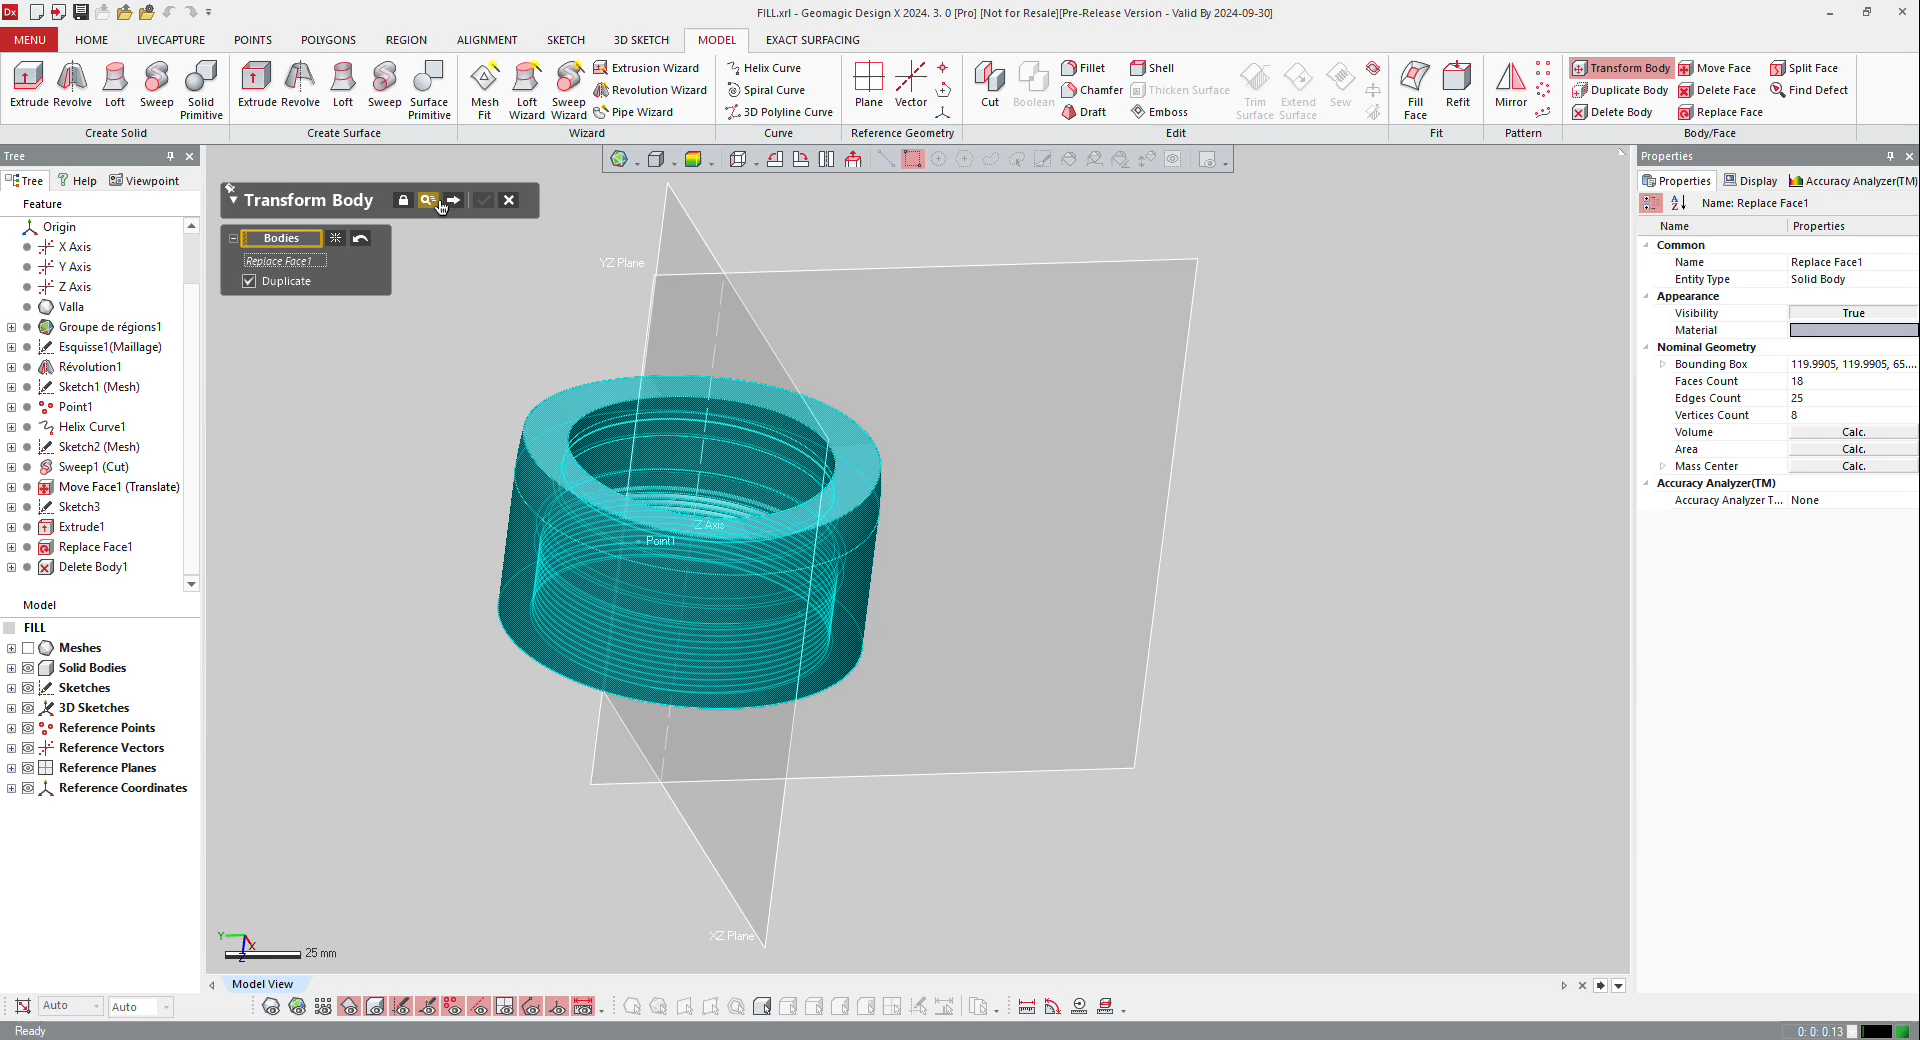 Dx
FILL.xrl - Geomagic Design X 2024. 3. 0 [Pro] [Not for Resale][Pre-Release Version - Valid By 2024-09-30]
MENU HOME LIVECAPTURE POINTS POLYGONS REGION ALIGNMENT SKETCH 3D SKETCH MODEL EXACT SURFACING
Extrude Revolve Loft Sweep Solid Primitive
Create Solid
Extrude Revolve Loft Sweep Surface Primitive
Create Surface
Mesh Fit Loft Wizard Sweep Wizard
Extrusion Wizard
Revolution Wizard
Pipe Wizard
Wizard
Helix Curve
Spiral Curve
3D Polyline Curve
Curve
Plane Vector
Reference Geometry
Cut Boolean
Fillet
Chamfer
Draft
Shell
Thicken Surface
Emboss
Trim Surface Extend Surface Sew
Edit
Fill Face Refit
Fit
Mirror
Pattern
Transform Body
Duplicate Body
Delete Body
Move Face
Delete Face
Replace Face
Split Face
Find Defect
Body/Face
Tree
Tree Help Viewpoint
Feature
Origin
X Axis
Y Axis
Z Axis
Valla
Groupe de régions1
Esquisse1(Maillage)
Révolution1
Sketch1 (Mesh)
Point1
Helix Curve1
Sketch2 (Mesh)
Sweep1 (Cut)
Move Face1 (Translate)
Sketch3
Extrude1
Replace Face1
Delete Body1
Model
FILL
Meshes
Solid Bodies
Sketches
3D Sketches
Reference Points
Reference Vectors
Reference Planes
Reference Coordinates
Transform Body
Bodies
Replace Face1
Duplicate
YZ Plane
Z Axis
Point1
XZ Plane
Y
X
Z
25 mm
Model View
Properties
Properties Display Accuracy Analyzer(TM)
Name: Replace Face1
Name Properties
Common
Name Replace Face1
Entity Type Solid Body
Appearance
Visibility True
Material
Nominal Geometry
Bounding Box 119.9905, 119.9905, 65....
Faces Count 18
Edges Count 25
Vertices Count 8
Volume Calc.
Area Calc.
Mass Center Calc.
Accuracy Analyzer(TM)
Accuracy Analyzer T... None
Auto Auto
Ready
0: 0: 0.13